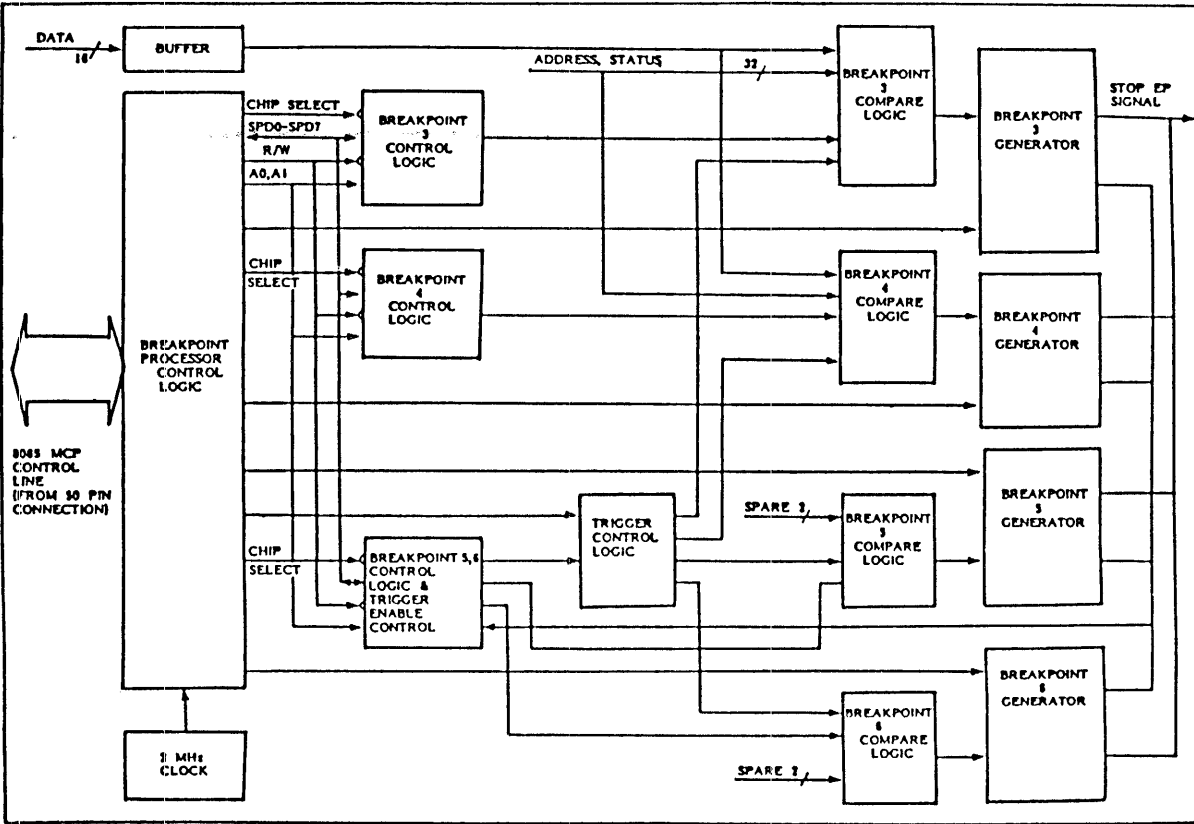 DATA
16
BUFFER
ADDRESS, STATUS
32
BREAKPOINT
3
COMPARE
LOGIC
BREAKPOINT
3
GENERATOR
STOP EP
SIGNAL
CHIP SELECT
SPD0-SPD7
R/W
A0,A1
BREAKPOINT
3
CONTROL
LOGIC
CHIP
SELECT
BREAKPOINT
4
CONTROL
LOGIC
BREAKPOINT
4
COMPARE
LOGIC
BREAKPOINT
4
GENERATOR
BREAKPOINT
PROCESSOR
CONTROL
LOGIC
8085 MCP
CONTROL
LINE
(FROM 50 PIN
CONNECTION)
CHIP
SELECT
BREAKPOINT 5,6
CONTROL
LOGIC &
TRIGGER
ENABLE
CONTROL
TRIGGER
CONTROL
LOGIC
SPARE
BREAKPOINT
5
COMPARE
LOGIC
BREAKPOINT
5
GENERATOR
BREAKPOINT
6
COMPARE
LOGIC
BREAKPOINT
6
GENERATOR
SPARE
MHz
CLOCK